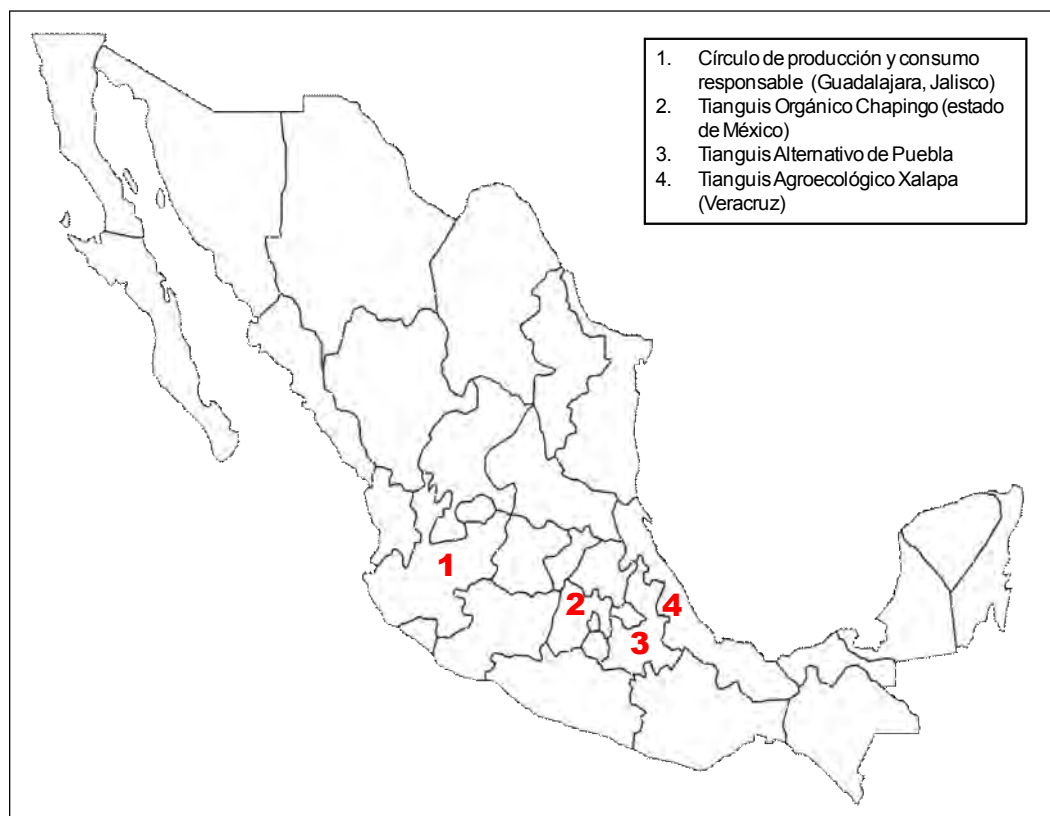 1. Círculo de producción y consumo
responsable (Guadalajara, Jalisco)
2. Tianguis Orgánico Chapingo (estado
de México)
3. Tianguis Alternativo de Puebla
4. Tianguis Agroecológico Xalapa
(Veracruz)
1
2
4
3